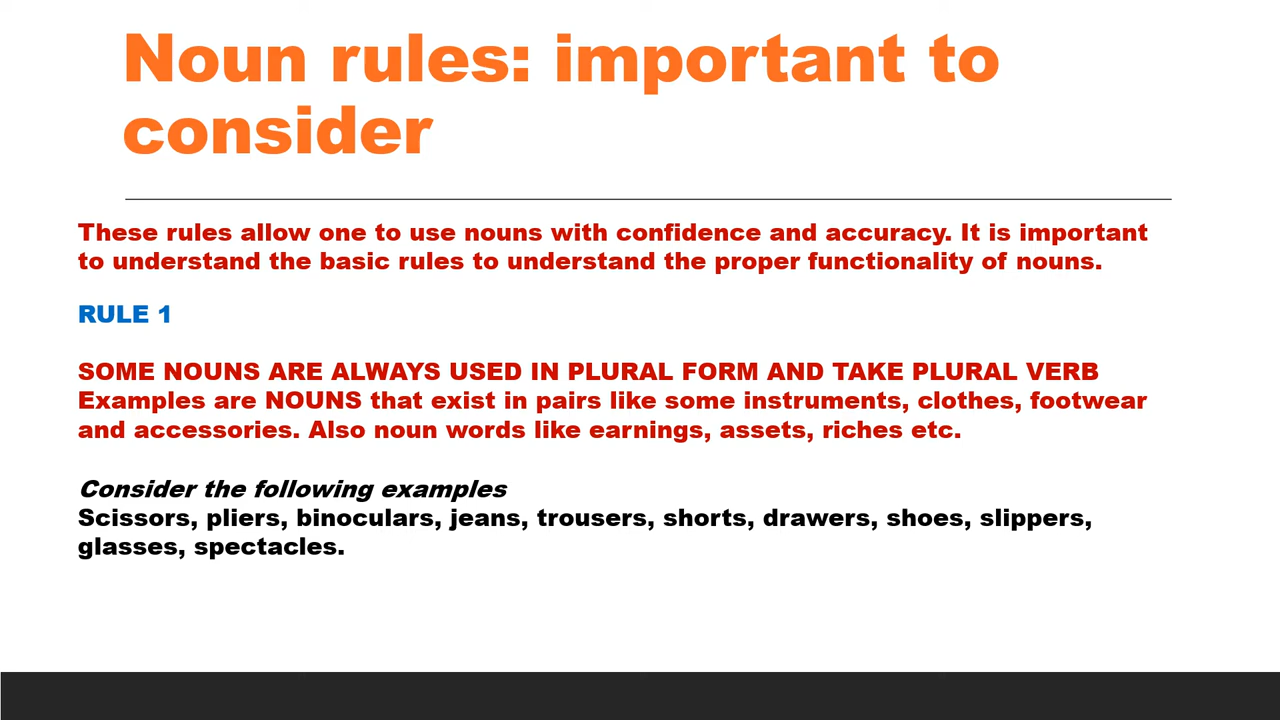 Noun rules: important to
consider
These rules allow one to use nouns with confidence and accuracy. It is important
to understand the basic rules to understand the proper functionality of nouns.
RULE 1
SOME NOUNS ARE ALWAYS USED IN PLURAL FORM AND TAKE PLURAL VERB
Examples are NOUNS that exist in pairs like some instruments, clothes, footwear
and accessories. Also noun words like earnings, assets, riches etc.
Consider the following examples
Scissors, pliers, binoculars, jeans, trousers, shorts, drawers, shoes, slippers,
glasses, spectacles.